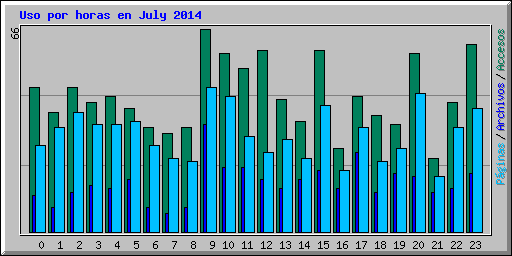 Uso por horas en July 2014
66
Páginas / Archivos / Accesos
0 1 2 3 4 5 6 7 8 9 10 11 12 13 14 15 16 17 18 19 20 21 22 23